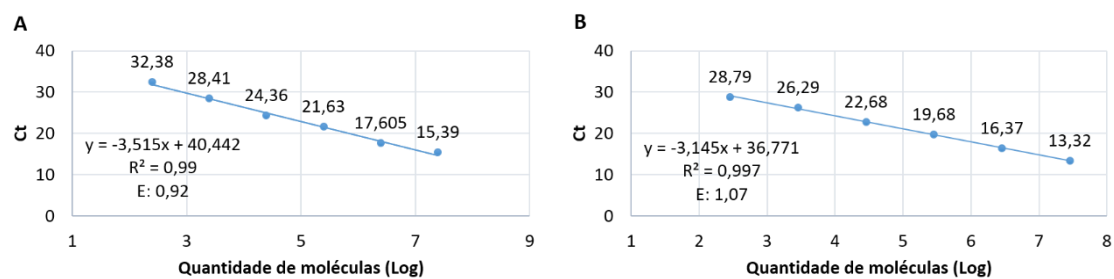 A
40
30
20
10
0
Ct
32,38
28,41
24,36
21,63
17,605
15,39
y = -3,515x + 40,442
R² = 0,99
E: 0,92
1 3 5 7 9
Quantidade de moléculas (Log)
B
40
30
20
10
0
Ct
28,79
26,29
22,68
19,68
16,37
13,32
y = -3,145x + 36,771
R² = 0,997
E: 1,07
1 2 3 4 5 6 7 8
Quantidade de moléculas (Log)